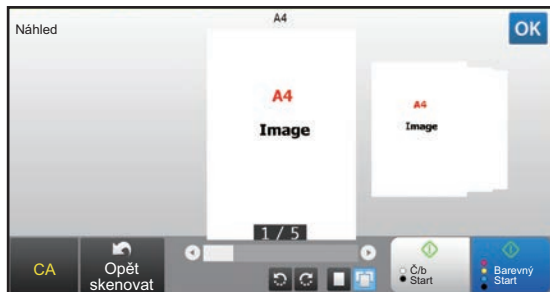 Náhled
A4
OK
A4
Image
A4
Image
1 / 5
CA
Opět
skenovat
Č/b
Start
Barevný
Start